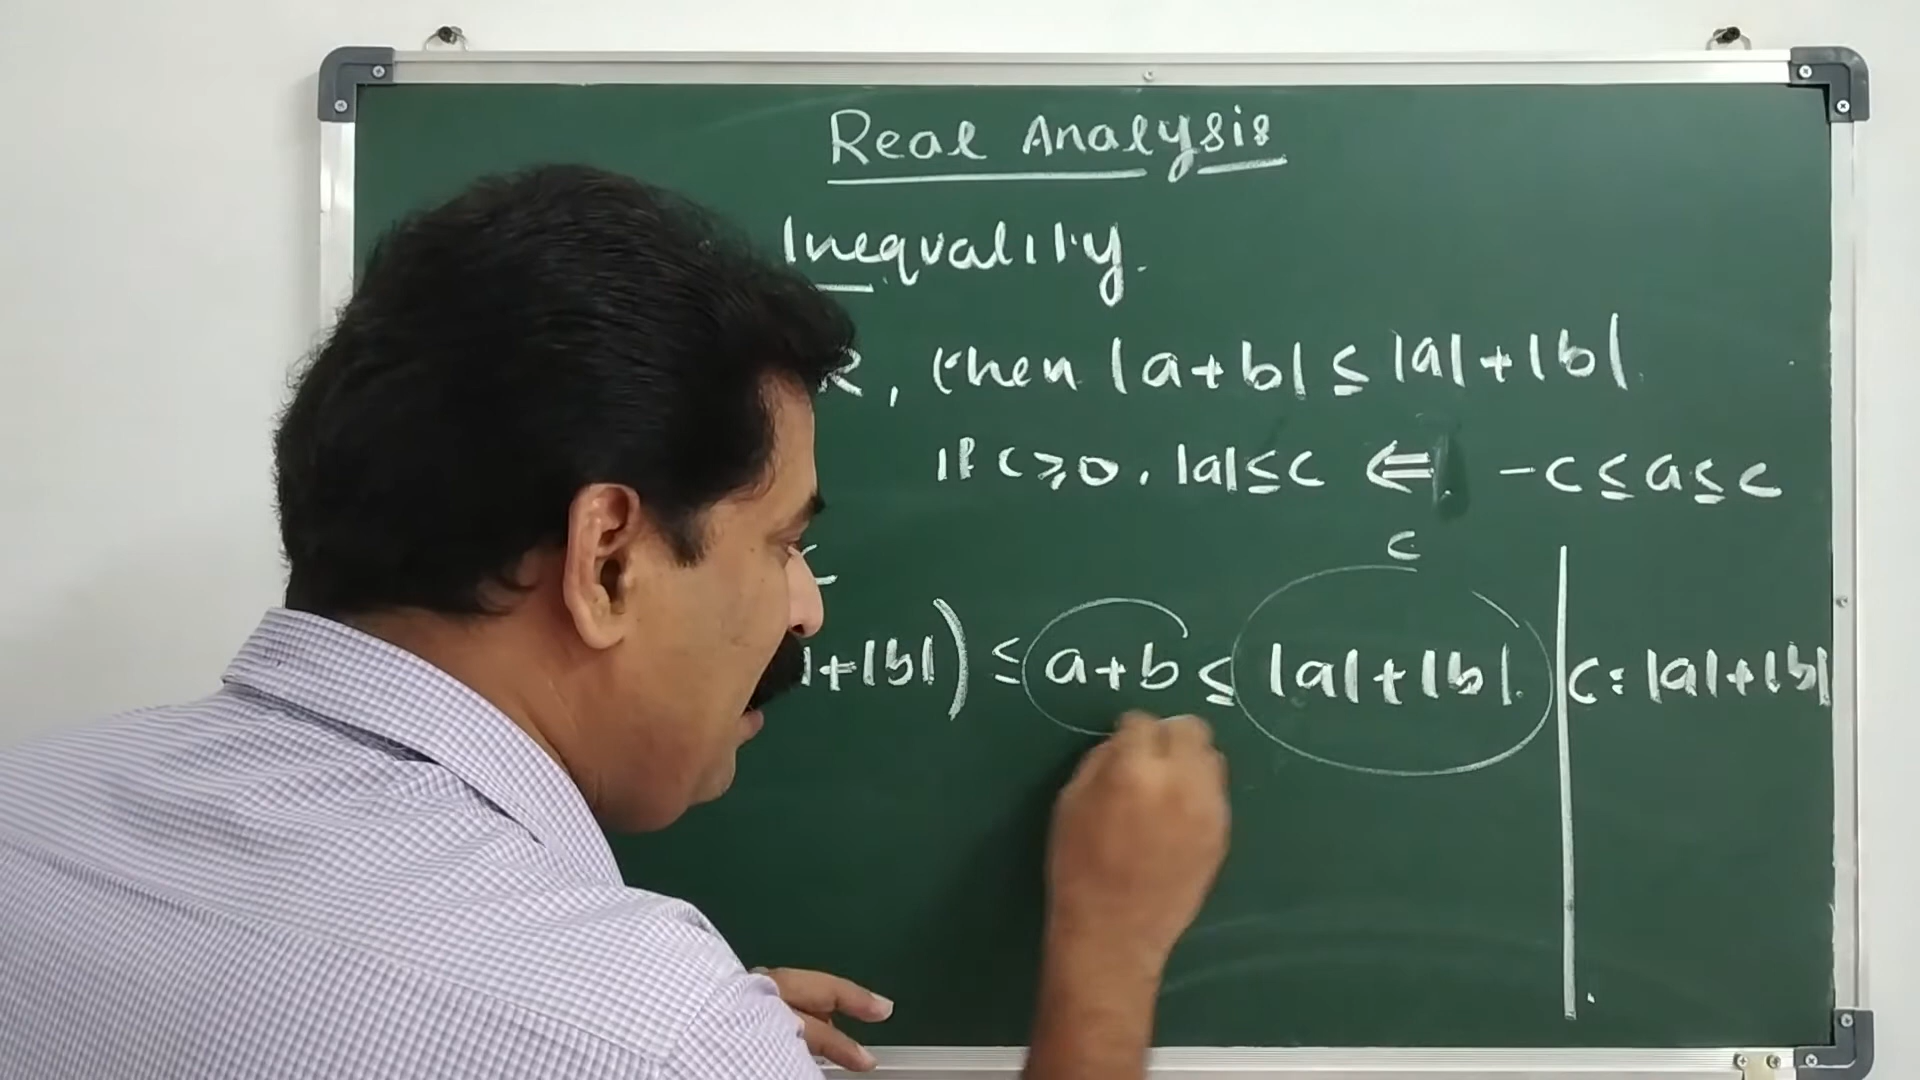 Real Analysis
Inequality.
R, then |a+b| ≤ |a|+|b|.
If c⩾0, |a|≤c ⇐ -c≤a≤c
c
|+|b|) ≤ a+b ≤ |a|+|b|. c = |a|+|b|